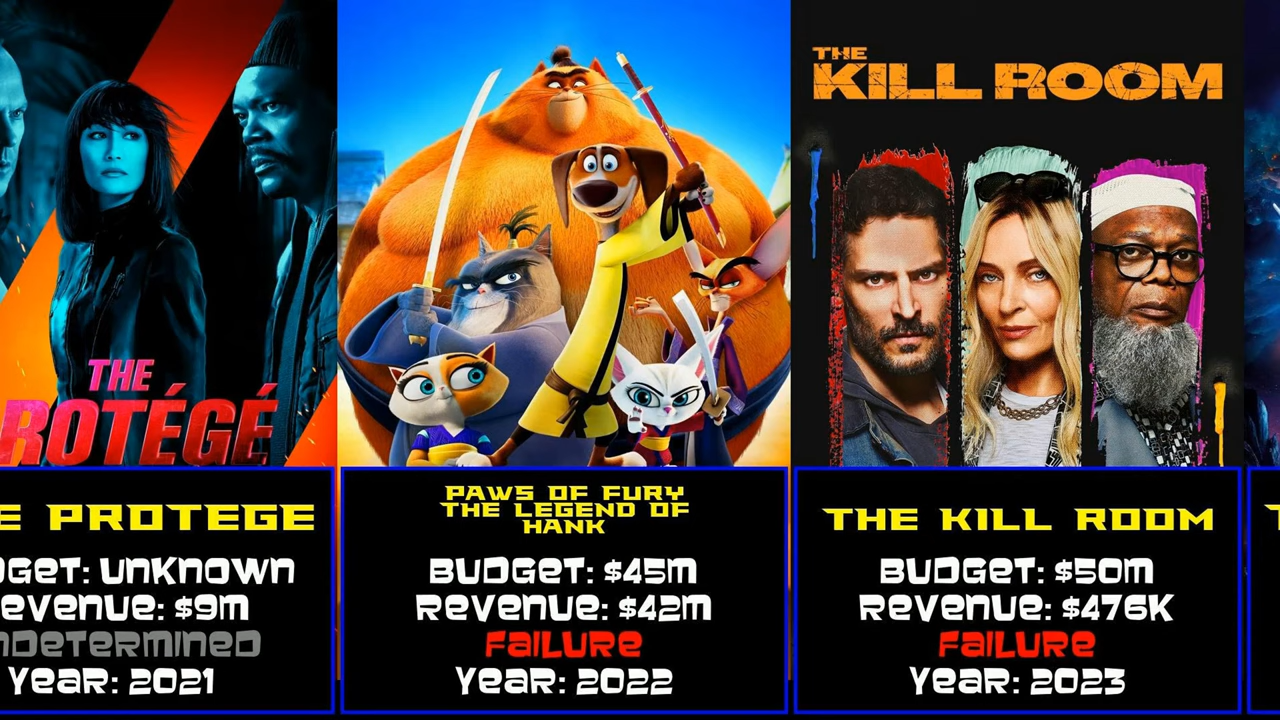 THE
ROTÉGÉ
E PROTEGE
DGET: UNKNOWN
EVENUE: $9M
NDETERMINED
YEAR: 2021
PAWS OF FURY
THE LEGEND OF
HANK
BUDGET: $45M
REVENUE: $42M
FAILURE
YEAR: 2022
THE
KILL ROOM
THE KILL ROOM
BUDGET: $50M
REVENUE: $476K
FAILURE
YEAR: 2023